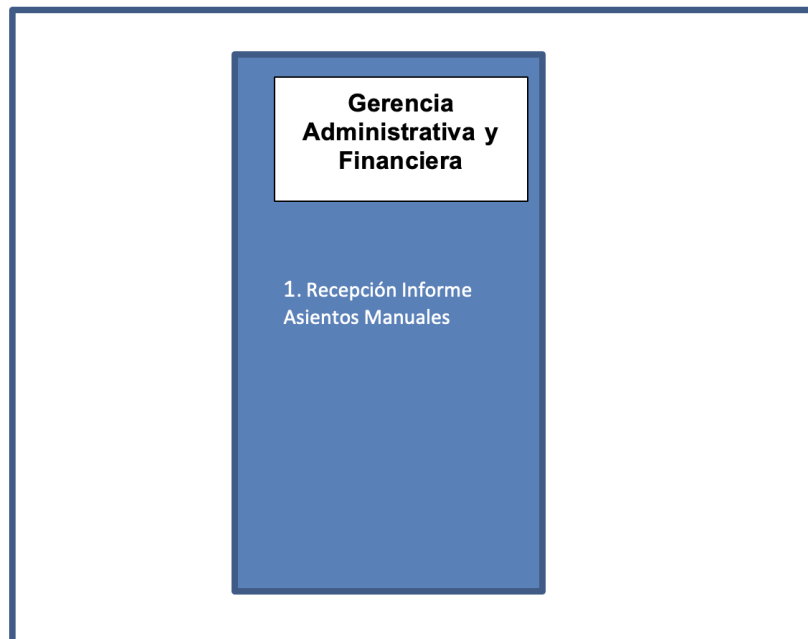 Gerencia
Administrativa y
Financiera
1. Recepción Informe
Asientos Manuales